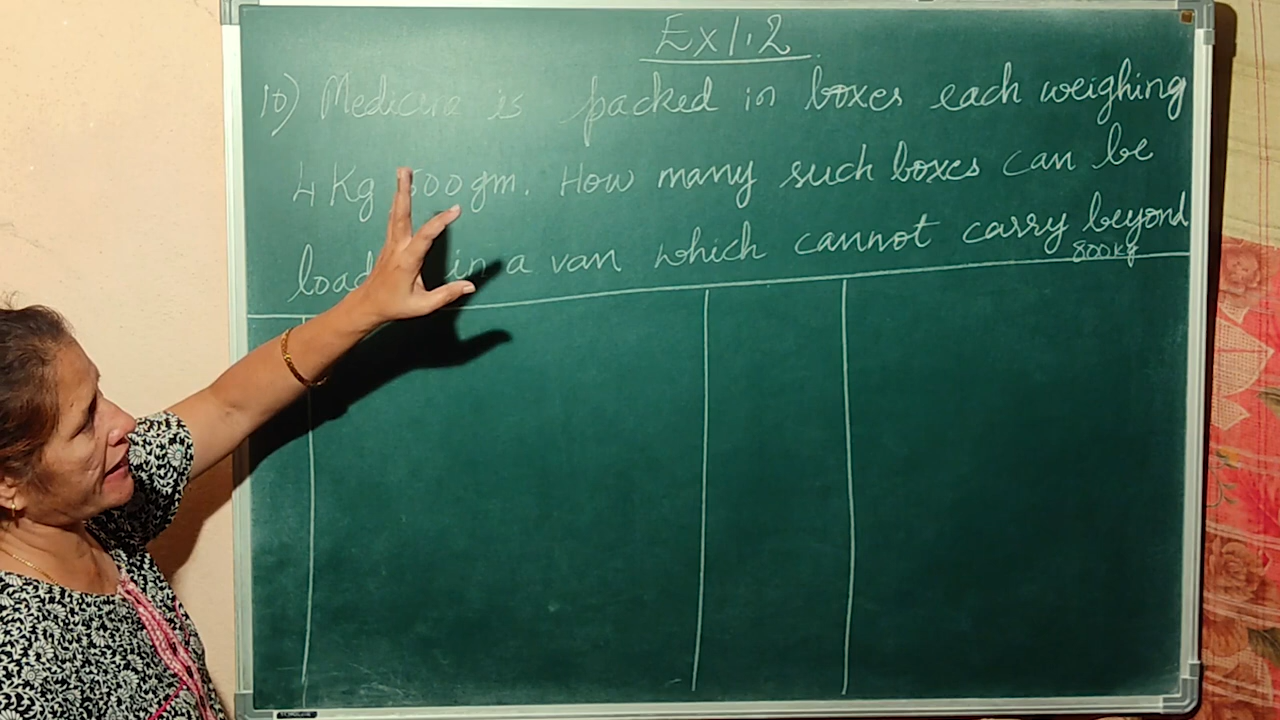 Ex 1.2
10) Medicine is packed in boxes each weighing
4 Kg 500gm. How many such boxes can be
in a van which cannot carry beyond
800kg